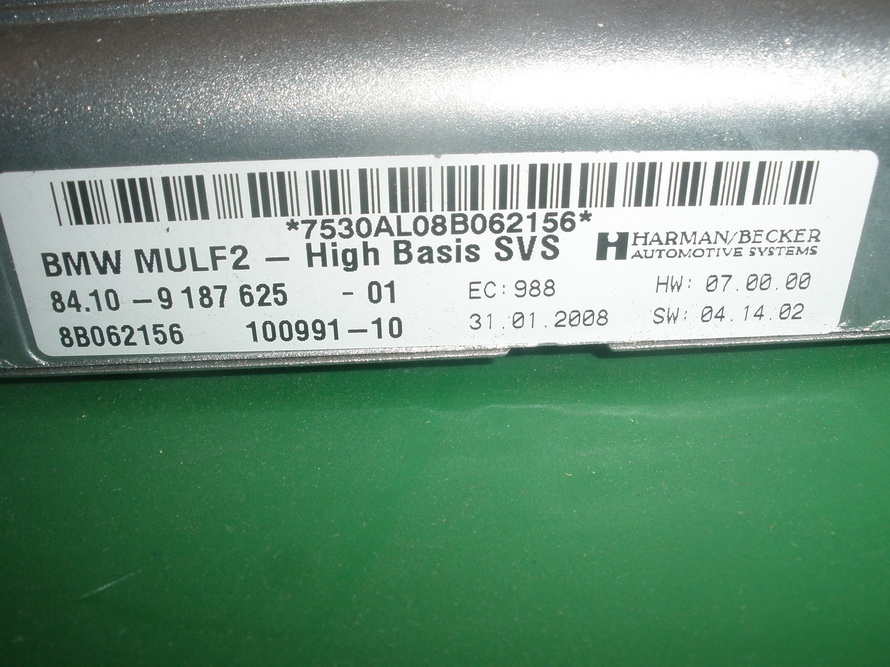 *7530AL08B062156*
BMW MULF2 – High Basis SVS
HARMAN/BECKER
AUTOMOTIVE SYSTEMS
84.10 – 9 187 625 - 01
EC: 988
HW: 07.00.00
8B062156 100991–10
31.01.2008
SW: 04.14.02